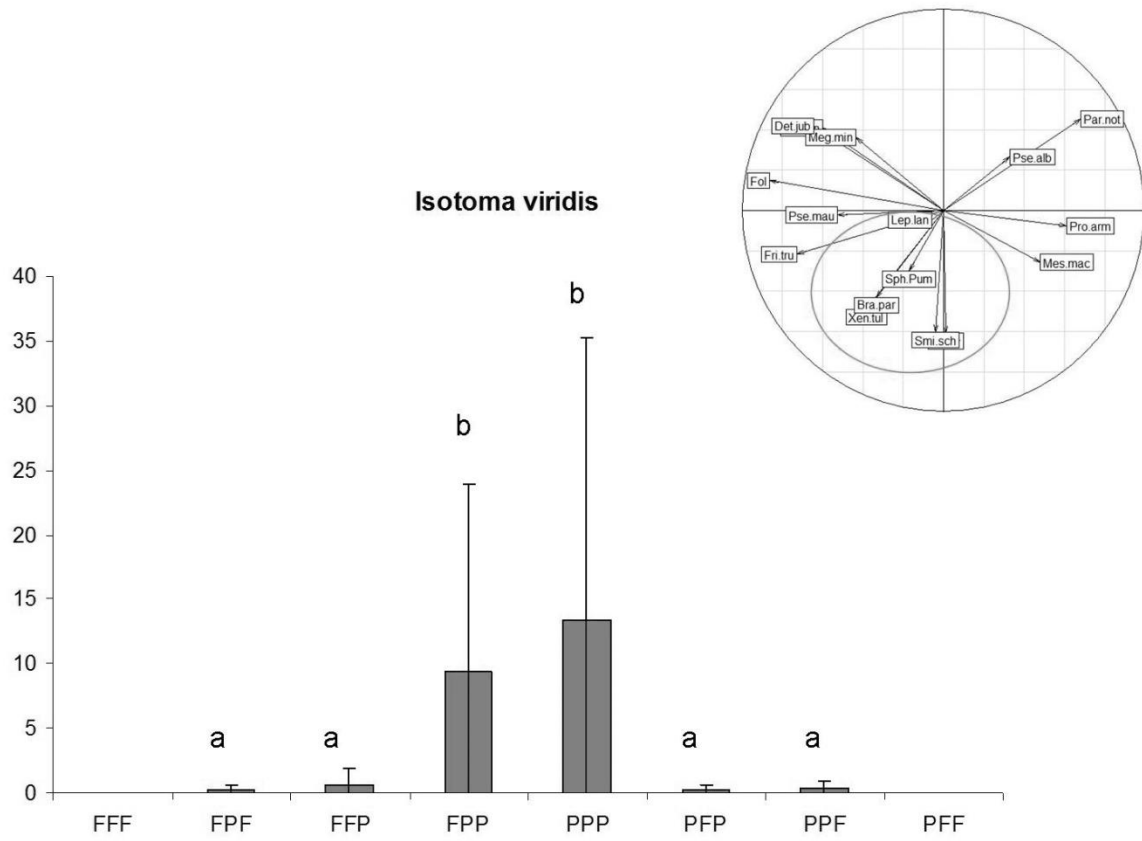 Par.not
Det.jub
Meg.min
Pse.alb
Fol
Isotoma viridis
Pse.mau
Lep.lan
Pro.arm
Fri.tru
Mes.mac
Sph.Pum
Bra.par
Xen.tul
Smi.sch
40
35
30
25
20
15
10
5
0
b
b
a
a
a
a
FFF FPF FFP FPP PPP PFP PPF PFF